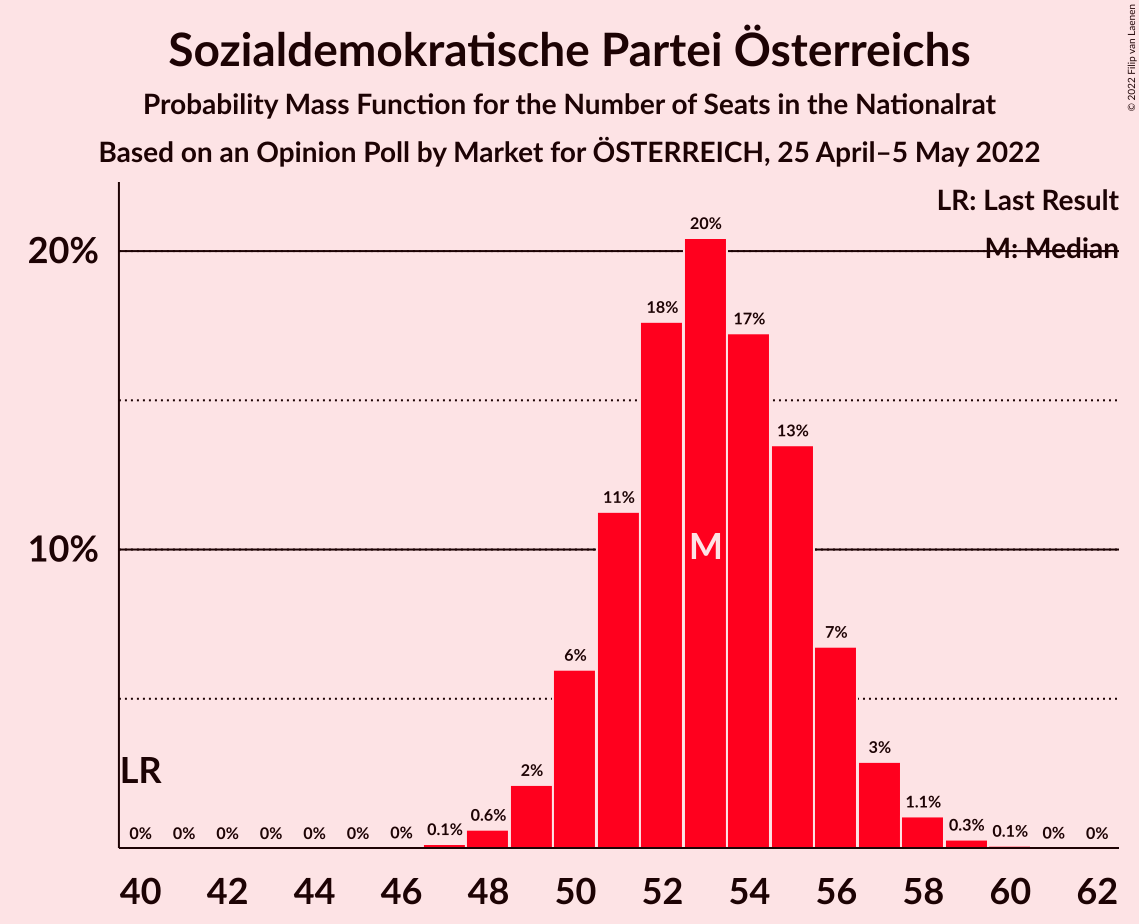 Sozialdemokratische Partei Österreichs
Probability Mass Function for the Number of Seats in the Nationalrat
Based on an Opinion Poll by Market for ÖSTERREICH, 25 April–5 May 2022
© 2022 Filip van Laenen
LR: Last Result
M: Median
20%
10%
20%
18%
17%
13%
11%
M
7%
6%
3%
2%
1.1%
0.6%
0.3%
0.1%
0.1%
LR
0% 0% 0% 0% 0% 0% 0% 0% 0%
40 42 44 46 48 50 52 54 56 58 60 62